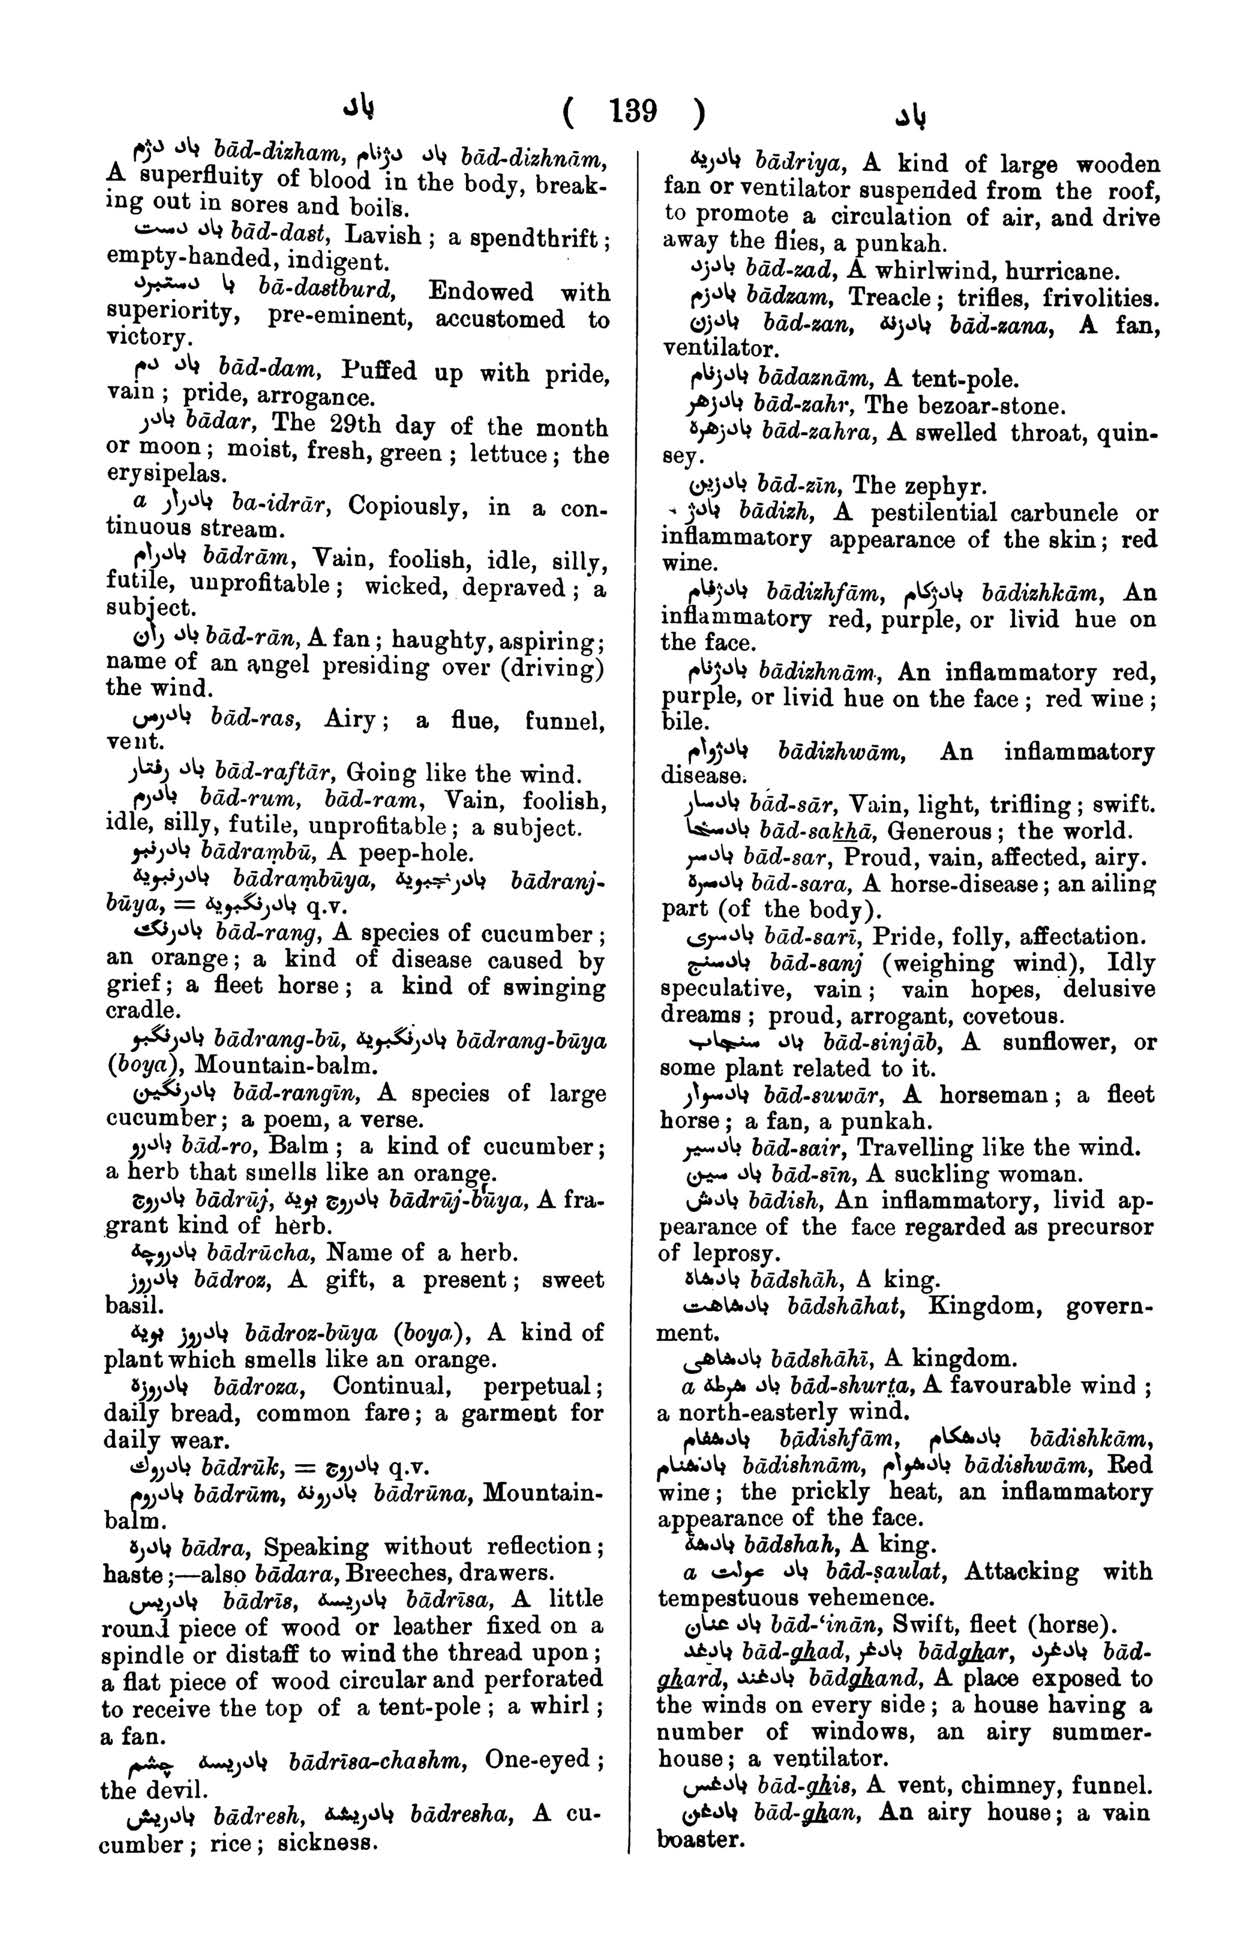 باد ( 139 ) باد
باد دژم bād-dizham, باد دژنام bād-dizhnām,
A superfluity of blood in the body, break-
ing out in sores and boils.
باد دست bād-dast, Lavish ; a spendthrift ;
empty-handed, indigent.
با دستبرد bā-dastburd, Endowed with
superiority, pre-eminent, accustomed to
victory.
باد دم bād-dam, Puffed up with pride,
vain ; pride, arrogance.
بادر bādar, The 29th day of the month
or moon ; moist, fresh, green ; lettuce ; the
erysipelas.
a بادرار ba-idrār, Copiously, in a con-
tinuous stream.
بادرام bādrām, Vain, foolish, idle, silly,
futile, unprofitable ; wicked, depraved ; a
subject.
باد ران bād-rān, A fan ; haughty, aspiring ;
name of an angel presiding over (driving)
the wind.
بادرس bād-ras, Airy ; a flue, funnel,
vent.
باد رفتار bād-raftār, Going like the wind.
بادرم bād-rum, bād-ram, Vain, foolish,
idle, silly, futile, unprofitable ; a subject.
بادرنبو bādraṃbū, A peep-hole.
بادرنبویه bādraṃbūya, بادرنجبویه bādranj-
būya, = بادرنگبویه q.v.
بادرنگ bād-rang, A species of cucumber ;
an orange ; a kind of disease caused by
grief ; a fleet horse ; a kind of swinging
cradle.
بادرنگبو bādrang-bū, بادرنگبویه bādrang-būya
(boya), Mountain-balm.
بادرنگین bād-rangīn, A species of large
cucumber ; a poem, a verse.
بادرو bād-ro, Balm ; a kind of cucumber ;
a herb that smells like an orange.
بادروج bādrūj, بادروج بویه bādrūj-būya, A fra-
grant kind of herb.
بادروچه bādrūcha, Name of a herb.
بادروز bādroz, A gift, a present ; sweet
basil.
بادروز بویه bādroz-būya (boya), A kind of
plant which smells like an orange.
بادروزه bādroza, Continual, perpetual ;
daily bread, common fare ; a garment for
daily wear.
بادروك bādrūk, = بادروج q.v.
بادروم bādrūm, بادرونه bādrūna, Mountain-
balm.
بادره bādra, Speaking without reflection ;
haste ;—also bādara, Breeches, drawers.
بادریس bādrīs, بادریسه bādrīsa, A little
round piece of wood or leather fixed on a
spindle or distaff to wind the thread upon ;
a flat piece of wood circular and perforated
to receive the top of a tent-pole ; a whirl ;
a fan.
بادریسه چشم bādrīsa-chashm, One-eyed ;
the devil.
بادریش bādresh, بادریشه bādresha, A cu-
cumber ; rice ; sickness.
بادریه bādriya, A kind of large wooden
fan or ventilator suspended from the roof,
to promote a circulation of air, and drive
away the flies, a punkah.
بادزد bād-zad, A whirlwind, hurricane.
بادزم bādzam, Treacle ; trifles, frivolities.
بادزن bād-zan, بادزنه bād-zana, A fan,
ventilator.
بادزنام bādaznām, A tent-pole.
بادزهر bād-zahr, The bezoar-stone.
بادزهره bād-zahra, A swelled throat, quin-
sey.
بادزین bād-zīn, The zephyr.
بادژ bādizh, A pestilential carbuncle or
inflammatory appearance of the skin ; red
wine.
بادژفام bādizhfām, بادژکام bādizhkām, An
inflammatory red, purple, or livid hue on
the face.
بادژنام bādizhnām, An inflammatory red,
purple, or livid hue on the face ; red wine ;
bile.
بادژوام bādizhwām, An inflammatory
disease.
بادسار bād-sār, Vain, light, trifling ; swift.
بادسخا bād-sakhā, Generous ; the world.
بادسر bād-sar, Proud, vain, affected, airy.
بادسره bād-sara, A horse-disease ; an ailing
part (of the body).
بادسری bād-sarī, Pride, folly, affectation.
بادسنج bād-sanj (weighing wind), Idly
speculative, vain ; vain hopes, delusive
dreams ; proud, arrogant, covetous.
باد سنجاب bād-sinjāb, A sunflower, or
some plant related to it.
بادسوار bād-suwār, A horseman ; a fleet
horse ; a fan, a punkah.
بادسیر bād-sair, Travelling like the wind.
باد سین bād-sīn, A suckling woman.
بادش bādish, An inflammatory, livid ap-
pearance of the face regarded as precursor
of leprosy.
بادشاه bādshāh, A king.
بادشاهت bādshāhat, Kingdom, govern-
ment.
بادشاهی bādshāhī, A kingdom.
a باد شرطه bād-shurt̤a, A favourable wind ;
a north-easterly wind.
بادشفام bādishfām, بادشکام bādishkām,
بادشنام bādishnām, بادشوام bādishwām, Red
wine ; the prickly heat, an inflammatory
appearance of the face.
بادشه bādshah, A king.
a باد صولت bād-ṣaulat, Attacking with
tempestuous vehemence.
باد عنان bād-‘inān, Swift, fleet (horse).
بادغد bād-ghad, بادغر bādghar, بادغرد bād-
ghard, بادغند bādghand, A place exposed to
the winds on every side ; a house having a
number of windows, an airy summer-
house ; a ventilator.
بادغس bād-ghis, A vent, chimney, funnel.
بادغن bād-ghan, An airy house ; a vain
boaster.